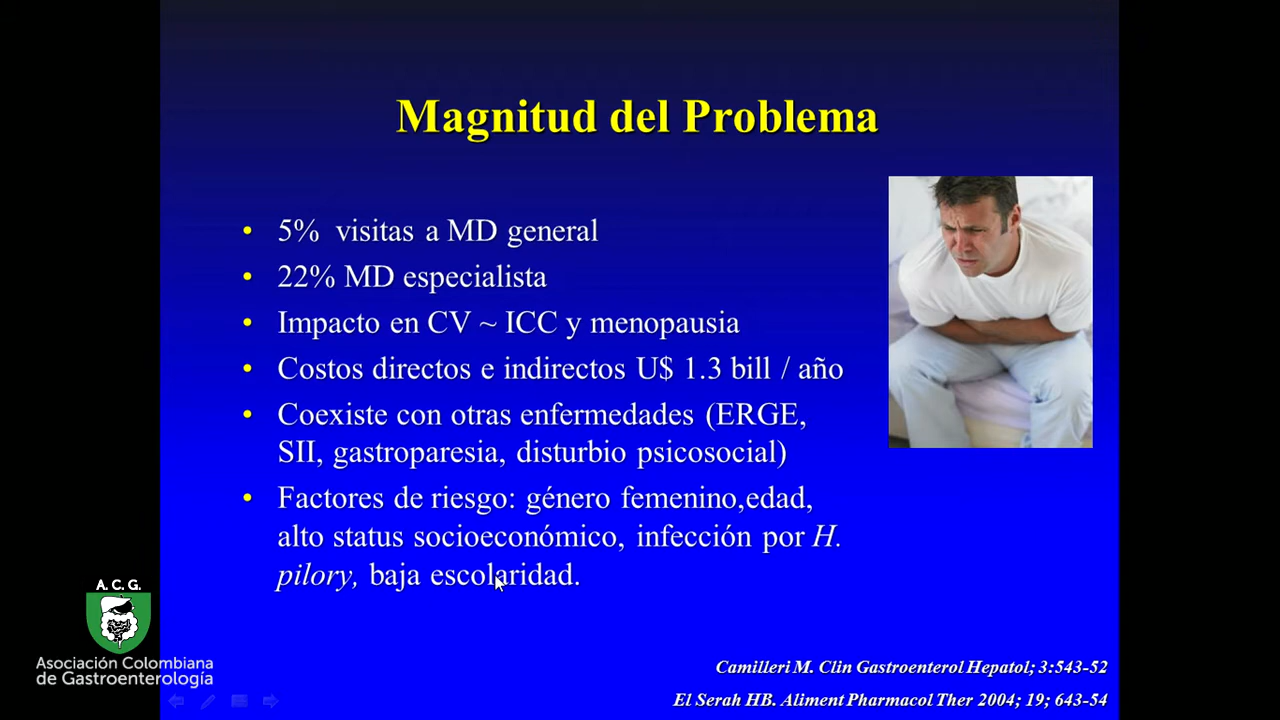 Magnitud del Problema
• 5% visitas a MD general
• 22% MD especialista
• Impacto en CV ~ ICC y menopausia
• Costos directos e indirectos U$ 1.3 bill / año
• Coexiste con otras enfermedades (ERGE,
SII, gastroparesia, disturbio psicosocial)
• Factores de riesgo: género femenino,edad,
alto status socioeconómico, infección por H.
pilory, baja escolaridad.
A.C.G.
Asociación Colombiana
de Gastroenterología
Camilleri M. Clin Gastroenterol Hepatol; 3:543-52
El Serah HB. Aliment Pharmacol Ther 2004; 19; 643-54